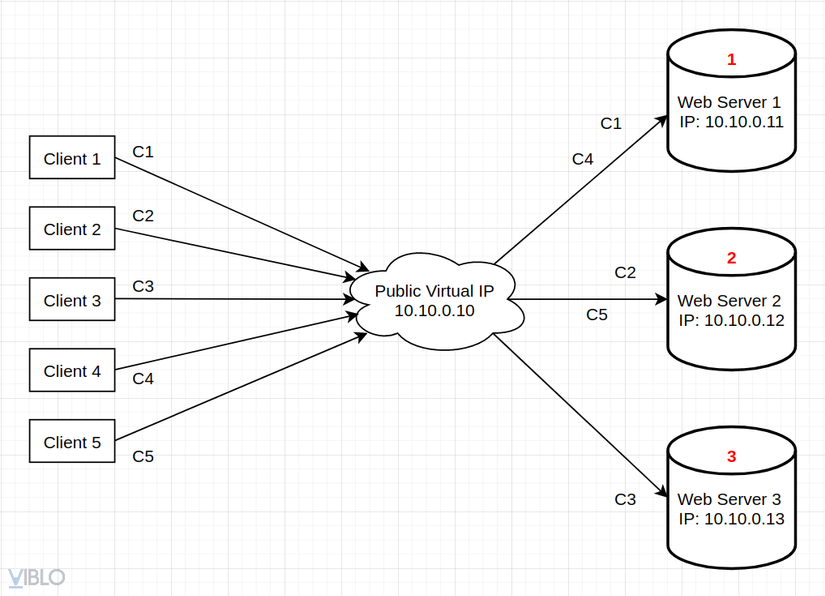 1
Web Server 1
IP: 10.10.0.11
C1
C4
Client 1
C1
Client 2
C2
Client 3
C3
Client 4
C4
Client 5
C5
Public Virtual IP
10.10.0.10
2
C2
Web Server 2
C5
IP: 10.10.0.12
3
Web Server 3
C3
IP: 10.10.0.13
VIBLO